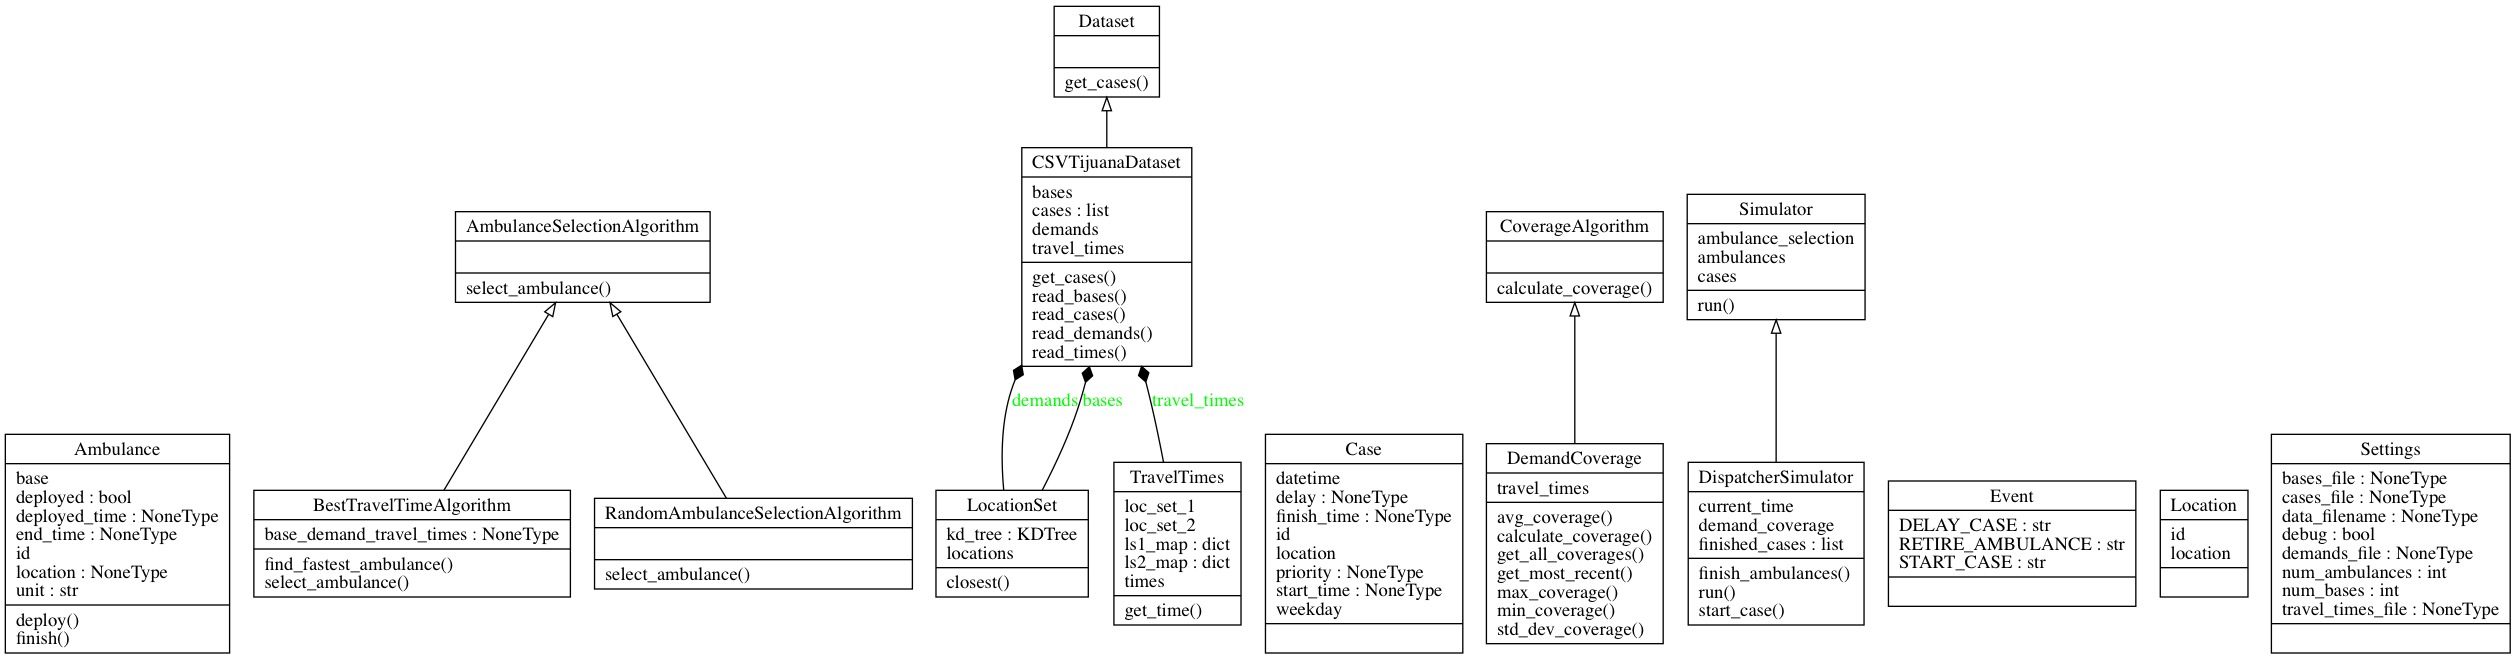 Dataset
get_cases()
CSVTijuanaDataset
bases
cases : list
demands
travel_times
get_cases()
read_bases()
read_cases()
read_demands()
read_times()
AmbulanceSelectionAlgorithm
select_ambulance()
CoverageAlgorithm
calculate_coverage()
Simulator
ambulance_selection
ambulances
cases
run()
demands
bases
travel_times
Ambulance
base
deployed : bool
deployed_time : NoneType
end_time : NoneType
id
location : NoneType
unit : str
deploy()
finish()
BestTravelTimeAlgorithm
base_demand_travel_times : NoneType
find_fastest_ambulance()
select_ambulance()
RandomAmbulanceSelectionAlgorithm
select_ambulance()
LocationSet
kd_tree : KDTree
locations
closest()
TravelTimes
loc_set_1
loc_set_2
ls1_map : dict
ls2_map : dict
times
get_time()
Case
datetime
delay : NoneType
finish_time : NoneType
id
location
priority : NoneType
start_time : NoneType
weekday
DemandCoverage
travel_times
avg_coverage()
calculate_coverage()
get_all_coverages()
get_most_recent()
max_coverage()
min_coverage()
std_dev_coverage()
DispatcherSimulator
current_time
demand_coverage
finished_cases : list
finish_ambulances()
run()
start_case()
Event
DELAY_CASE : str
RETIRE_AMBULANCE : str
START_CASE : str
Location
id
location
Settings
bases_file : NoneType
cases_file : NoneType
data_filename : NoneType
debug : bool
demands_file : NoneType
num_ambulances : int
num_bases : int
travel_times_file : NoneType